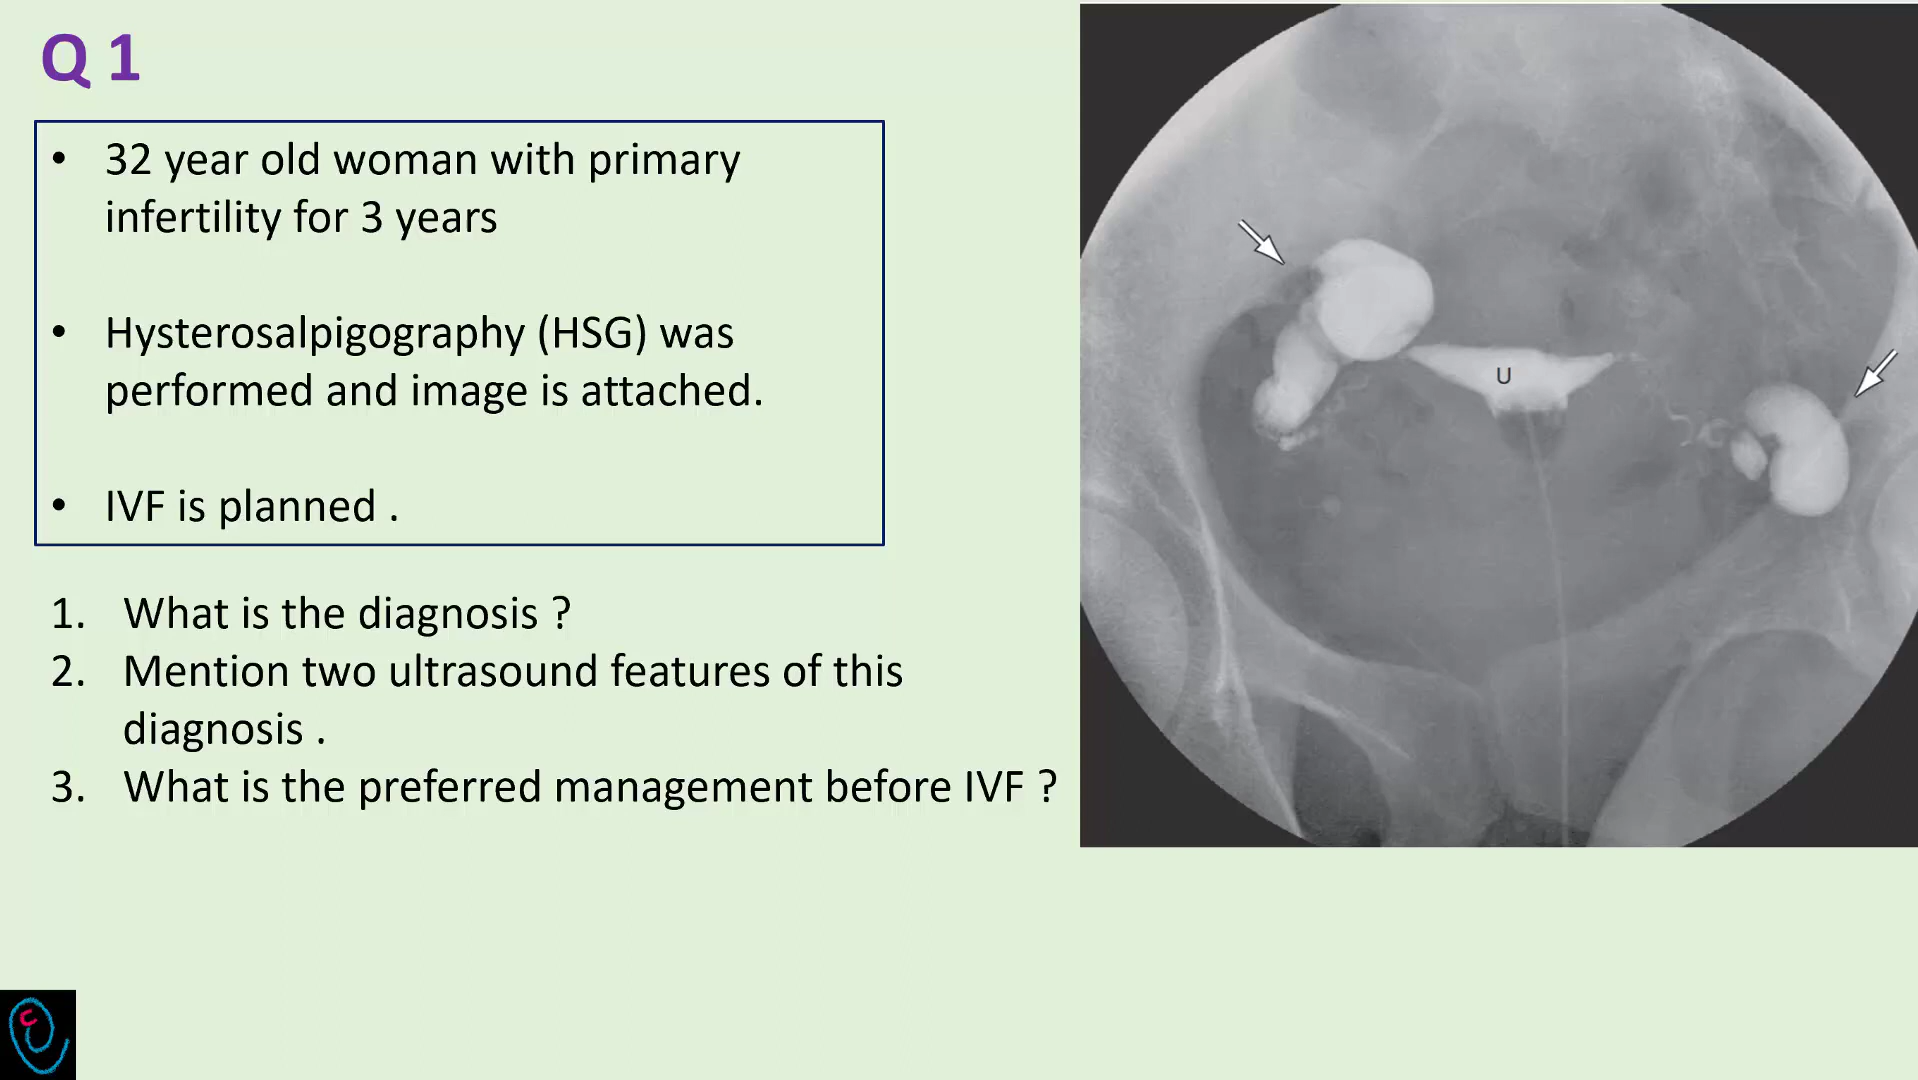 Q 1
• 32 year old woman with primary
infertility for 3 years
• Hysterosalpigography (HSG) was
performed and image is attached.
• IVF is planned .
1. What is the diagnosis ?
2. Mention two ultrasound features of this
diagnosis .
3. What is the preferred management before IVF ?
U